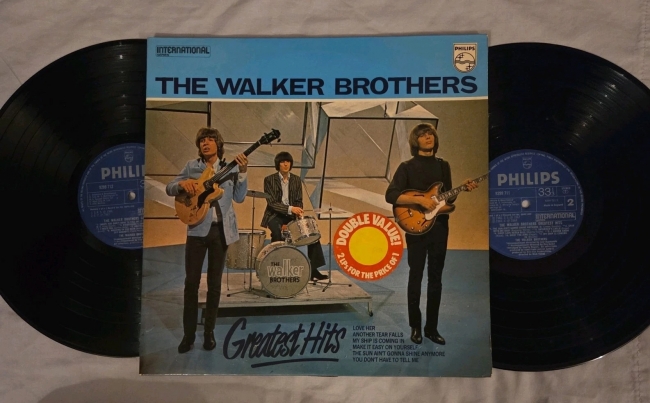 INTERNATIONAL
PHILIPS
THE WALKER BROTHERS
DOUBLE VALUE!
2 LPs FOR THE PRICE OF 1
THE
walker
BROTHERS
Greatest Hits
LOVE HER
ANOTHER TEAR FALLS
MY SHIP IS COMING IN
MAKE IT EASY ON YOURSELF
THE SUN AIN'T GONNA SHINE ANYMORE
YOU DON'T HAVE TO TELL ME
PHILIPS
PHILIPS
33⅓
2